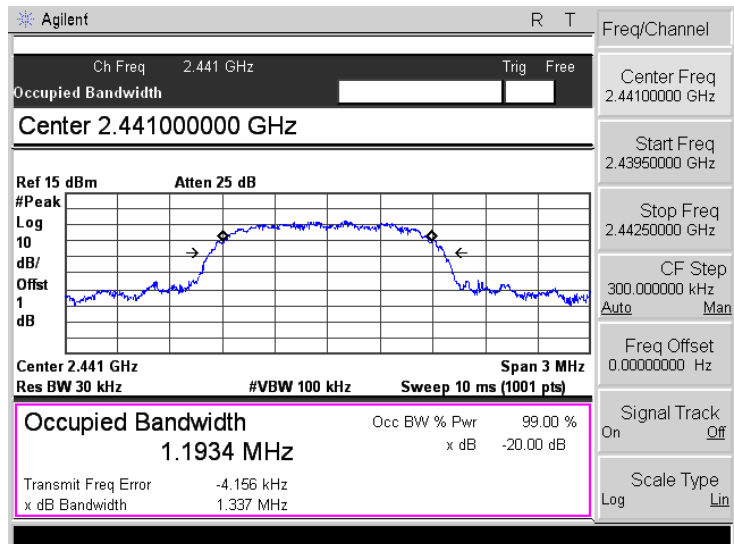 Agilent R T
Ch Freq 2.441 GHz Trig Free
Occupied Bandwidth
Center 2.441000000 GHz
Ref 15 dBm Atten 25 dB
#Peak
Log
10
dB/
Offst
1
dB
Center 2.441 GHz Span 3 MHz
Res BW 30 kHz #VBW 100 kHz Sweep 10 ms (1001 pts)
Occupied Bandwidth Occ BW % Pwr 99.00 %
1.1934 MHz x dB -20.00 dB
Transmit Freq Error -4.156 kHz
x dB Bandwidth 1.337 MHz
Freq/Channel
Center Freq
2.44100000 GHz
Start Freq
2.43950000 GHz
Stop Freq
2.44250000 GHz
CF Step
300.000000 kHz
Auto Man
Freq Offset
0.00000000 Hz
Signal Track
On Off
Scale Type
Log Lin